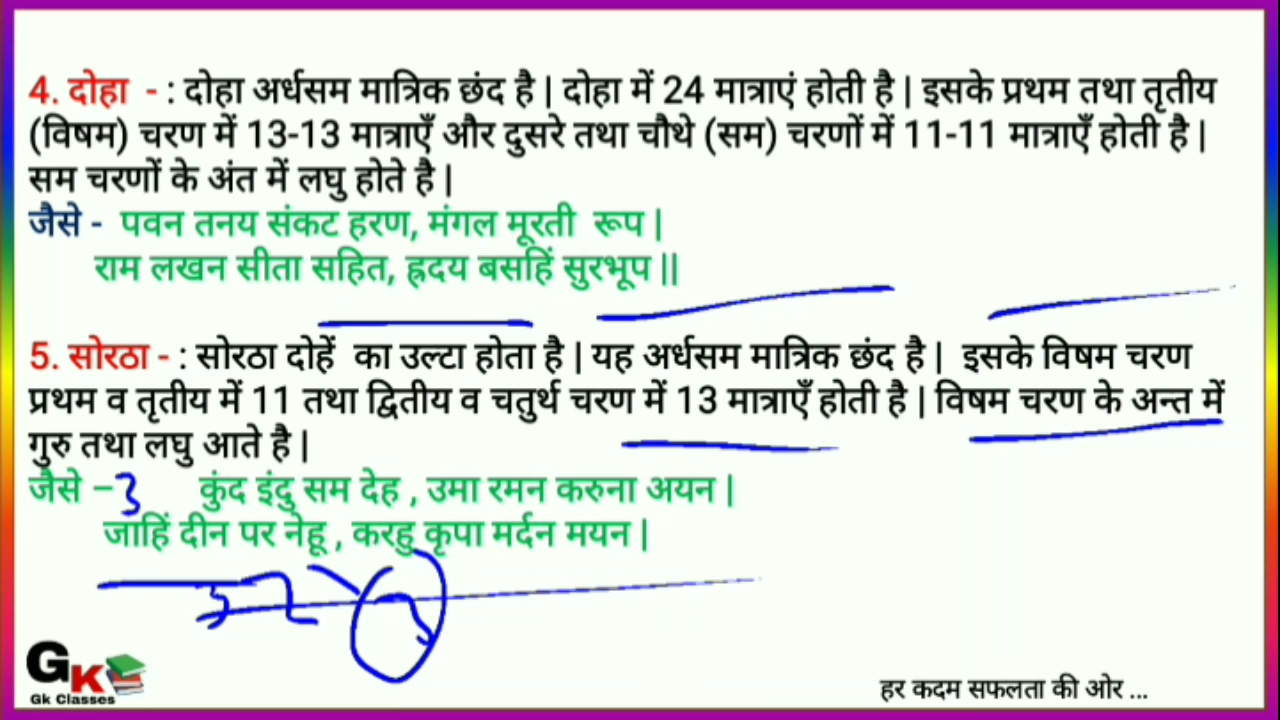 4. दोहा - : दोहा अर्धसम मात्रिक छंद है | दोहा में 24 मात्राएं होती है | इसके प्रथम तथा तृतीय
(विषम) चरण में 13-13 मात्राएँ और दुसरे तथा चौथे (सम) चरणों में 11-11 मात्राएँ होती है |
सम चरणों के अंत में लघु होते है |
जैसे - पवन तनय संकट हरण, मंगल मूरती रूप |
राम लखन सीता सहित, ह्रदय बसहिं सुरभूप ||
5. सोरठा - : सोरठा दोहें का उल्टा होता है | यह अर्धसम मात्रिक छंद है | इसके विषम चरण
प्रथम व तृतीय में 11 तथा द्वितीय व चतुर्थ चरण में 13 मात्राएँ होती है | विषम चरण के अन्त में
गुरु तथा लघु आते है |
जैसे – 3 कुंद इंदु सम देह , उमा रमन करुना अयन |
जाहिं दीन पर नेहू , करहु कृपा मर्दन मयन |
GK
Gk Classes
हर कदम सफलता की ओर ...